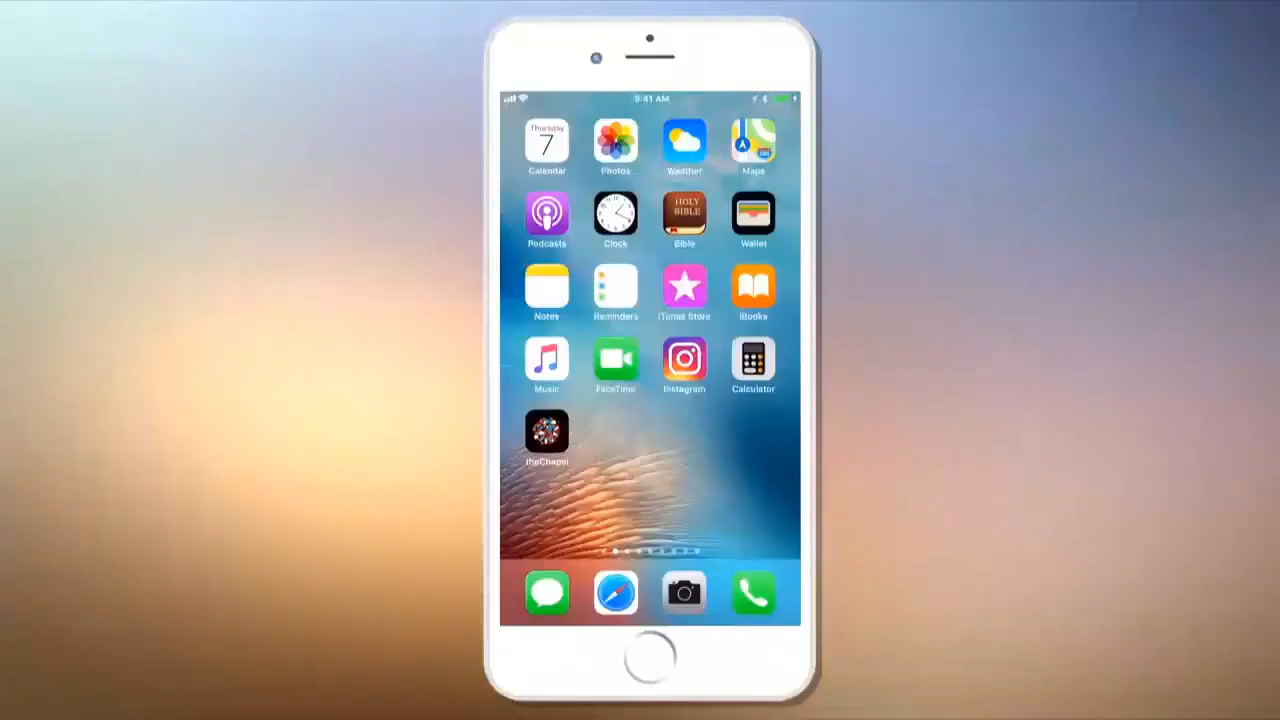 9:41 AM
Thursday
7
Calendar
Photos
Weather
Maps
HOLY
BIBLE
Podcasts
Clock
Bible
Wallet
Notes
Reminders
iTunes Store
iBooks
Music
FaceTime
Instagram
Calculator
theChapel